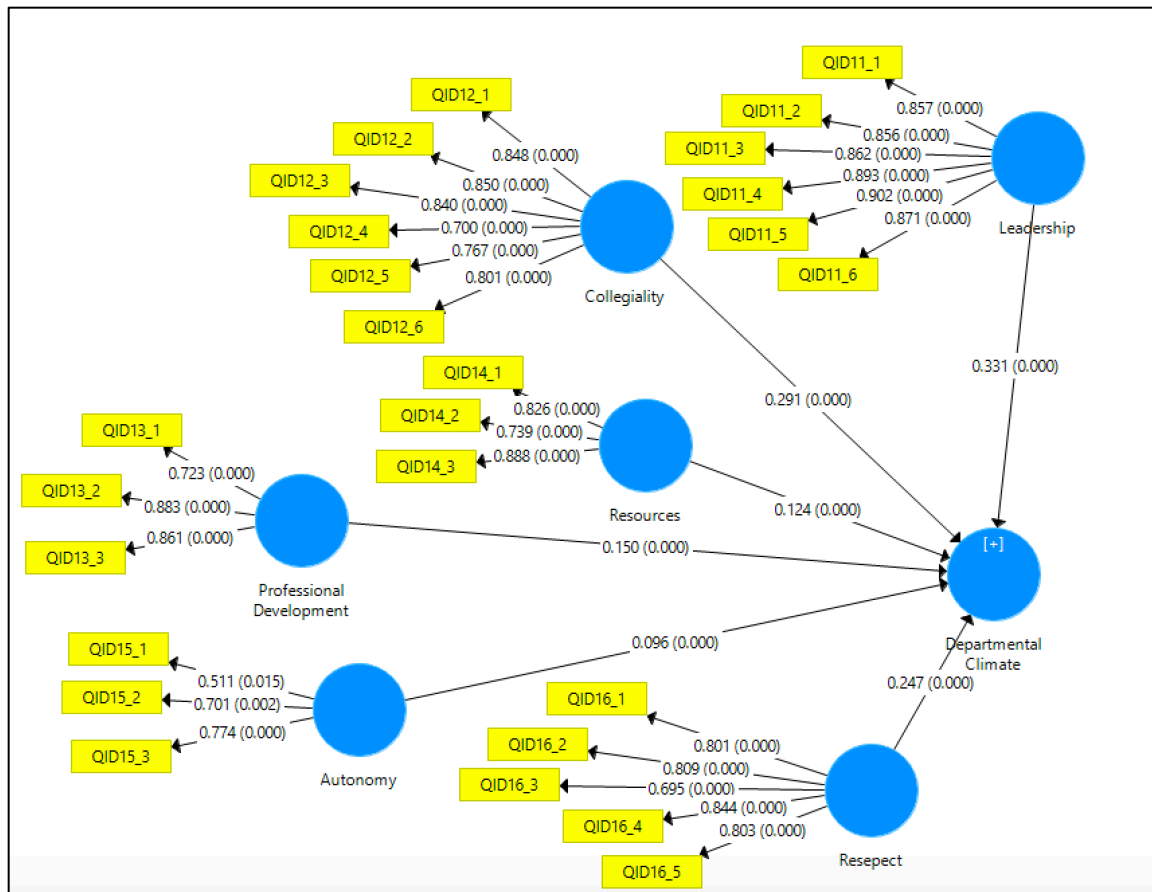 QID11_1
0.857 (0.000)
QID11_2
0.856 (0.000)
QID11_3
0.862 (0.000)
QID11_4
0.893 (0.000)
QID11_5
0.902 (0.000)
QID11_6
0.871 (0.000)
Leadership
0.331 (0.000)
QID12_1
0.848 (0.000)
QID12_2
0.850 (0.000)
QID12_3
0.840 (0.000)
QID12_4
0.700 (0.000)
QID12_5
0.767 (0.000)
QID12_6
0.801 (0.000)
Collegiality
0.291 (0.000)
QID14_1
0.826 (0.000)
QID14_2
0.739 (0.000)
QID14_3
0.888 (0.000)
Resources
0.124 (0.000)
QID13_1
0.723 (0.000)
QID13_2
0.883 (0.000)
QID13_3
0.861 (0.000)
Professional
Development
0.150 (0.000)
[+]
Departmental
Climate
QID15_1
0.511 (0.015)
QID15_2
0.701 (0.002)
QID15_3
0.774 (0.000)
Autonomy
0.096 (0.000)
QID16_1
0.801 (0.000)
QID16_2
0.809 (0.000)
QID16_3
0.695 (0.000)
QID16_4
0.844 (0.000)
QID16_5
0.803 (0.000)
Resepect
0.247 (0.000)